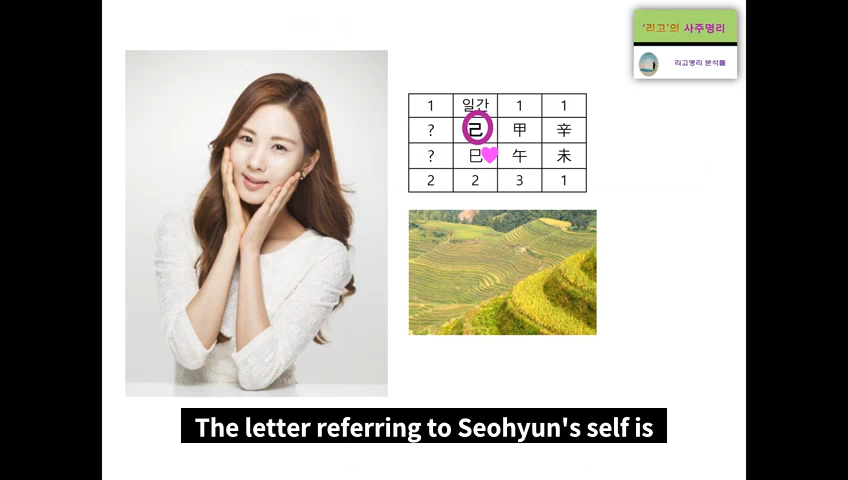 '리고'의 사주명리
리고명리 분석틀
1 일간 1 1
? 己 甲 辛
? 巳 午 未
2 2 3 1
The letter referring to Seohyun's self is